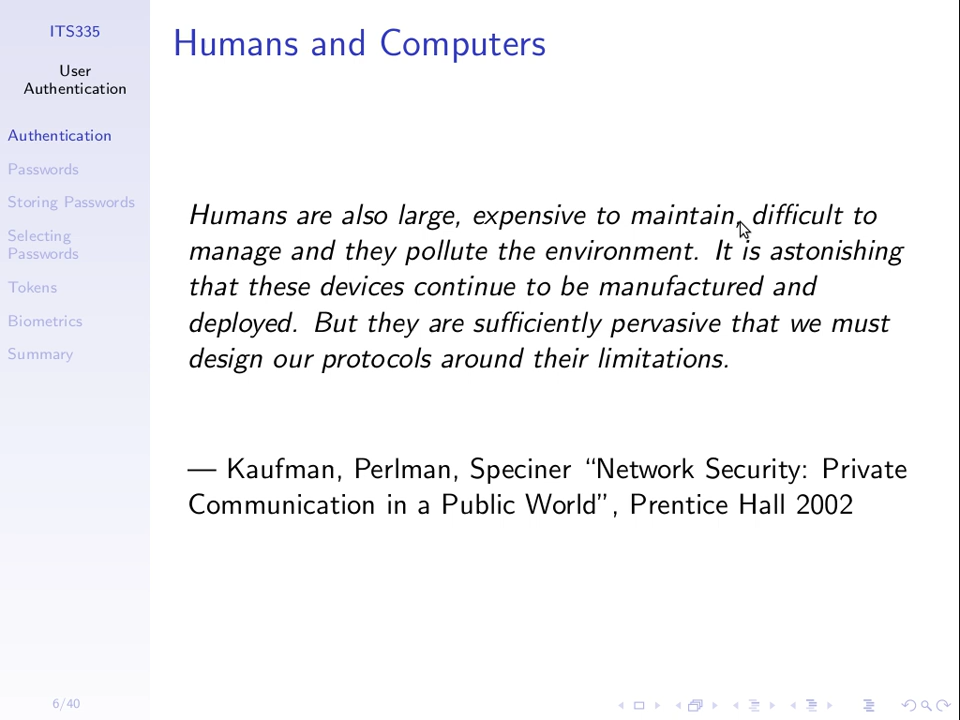 ITS335
User
Authentication
Authentication
Passwords
Storing Passwords
Selecting
Passwords
Tokens
Biometrics
Summary
6/40
Humans and Computers
Humans are also large, expensive to maintain, difficult to
manage and they pollute the environment. It is astonishing
that these devices continue to be manufactured and
deployed. But they are sufficiently pervasive that we must
design our protocols around their limitations.
— Kaufman, Perlman, Speciner “Network Security: Private
Communication in a Public World”, Prentice Hall 2002